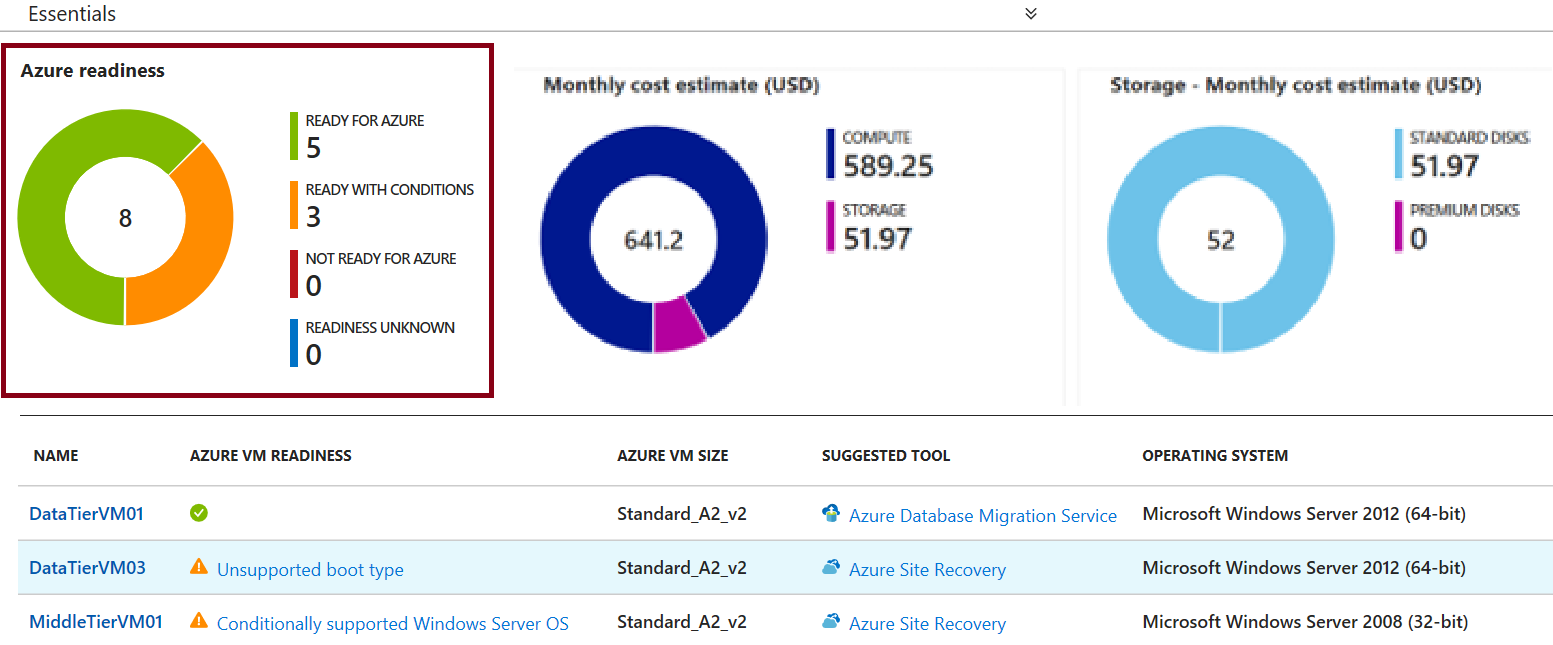 Essentials
Azure readiness
8
READY FOR AZURE
5
READY WITH CONDITIONS
3
NOT READY FOR AZURE
0
READINESS UNKNOWN
0
Monthly cost estimate (USD)
641.2
COMPUTE
589.25
STORAGE
51.97
Storage - Monthly cost estimate (USD)
52
STANDARD DISKS
51.97
PREMIUM DISKS
0
NAME AZURE VM READINESS AZURE VM SIZE SUGGESTED TOOL OPERATING SYSTEM
DataTierVM01 Standard_A2_v2 Azure Database Migration Service Microsoft Windows Server 2012 (64-bit)
DataTierVM03 Unsupported boot type Standard_A2_v2 Azure Site Recovery Microsoft Windows Server 2012 (64-bit)
MiddleTierVM01 Conditionally supported Windows Server OS Standard_A2_v2 Azure Site Recovery Microsoft Windows Server 2008 (32-bit)